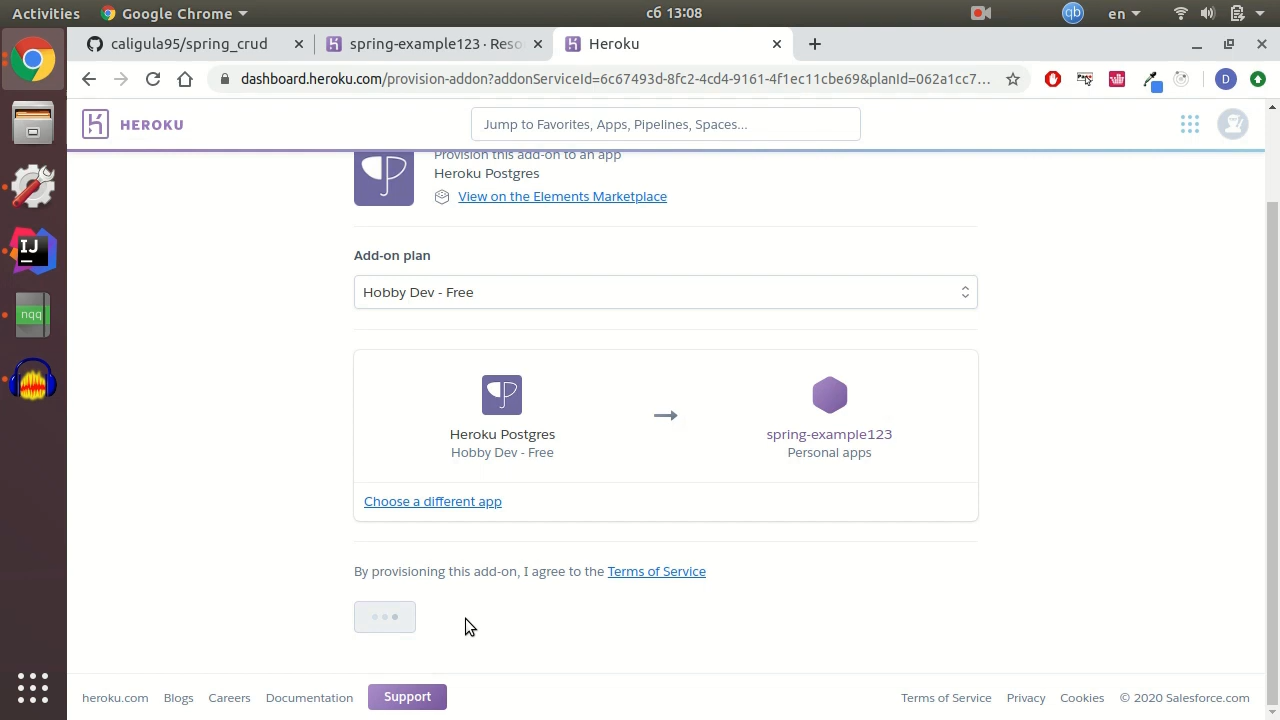 Activities
Google Chrome
сб 13:08
qb
en
caligula95/spring_crud
spring-example123 · Reso
Heroku
dashboard.heroku.com/provision-addon?addonServiceId=6c67493d-8fc2-4cd4-9161-4f1ec11cbe69&planId=062a1cc7...
D
HEROKU
Jump to Favorites, Apps, Pipelines, Spaces...
Provision this add-on to an app
Heroku Postgres
View on the Elements Marketplace
Add-on plan
Hobby Dev - Free
Heroku Postgres
Hobby Dev - Free
spring-example123
Personal apps
Choose a different app
By provisioning this add-on, I agree to the Terms of Service
heroku.com
Blogs
Careers
Documentation
Support
Terms of Service
Privacy
Cookies
© 2020 Salesforce.com
IJ
nqq